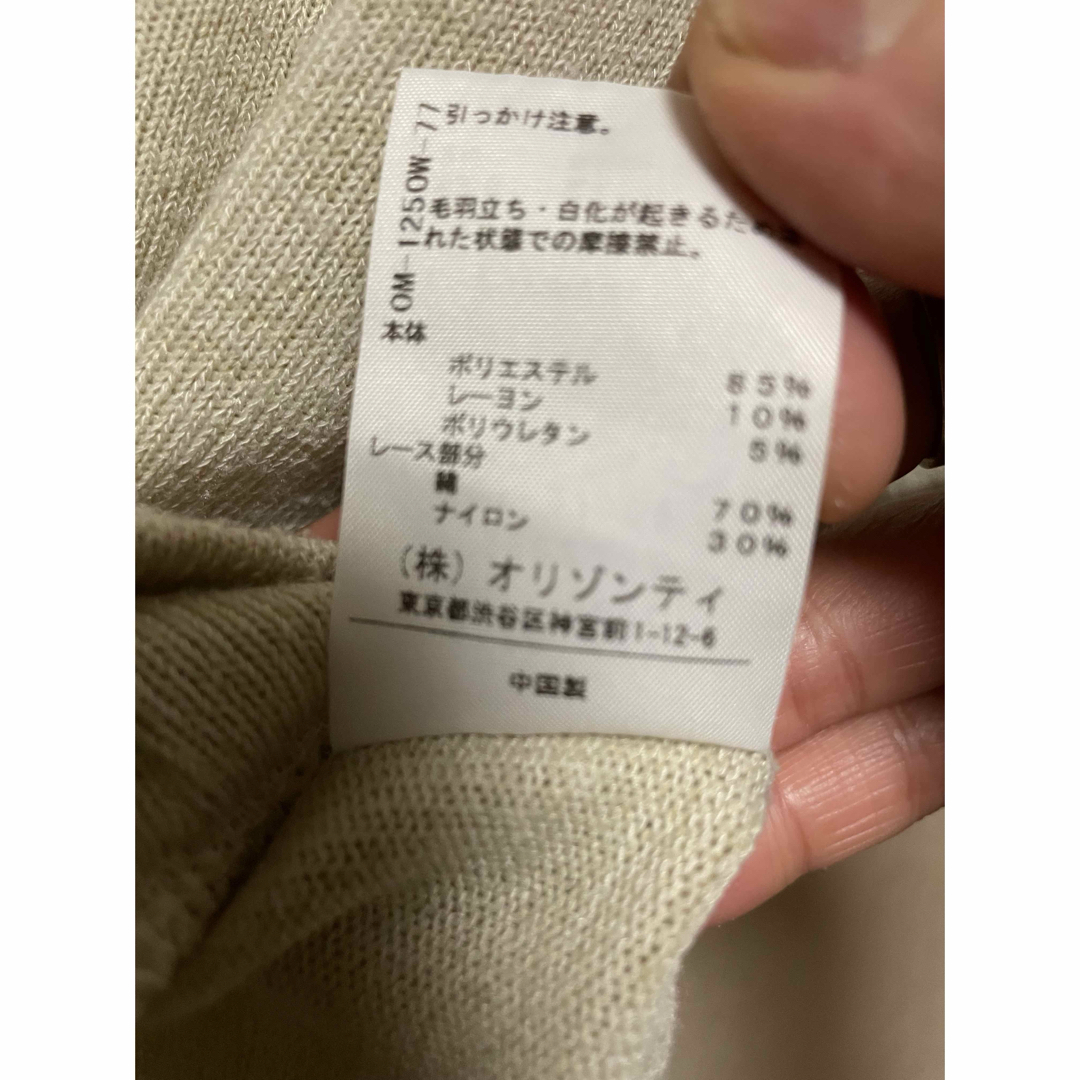 引っかけ注意。
毛羽立ち・白化が起きるため
れた状態での摩擦禁止。
OM-1250W-77
本体
ポリエステル 85%
レーヨン 10%
ポリウレタン 5%
レース部分
綿 70%
ナイロン 30%
(株) オリゾンティ
東京都渋谷区神宮前1-12-6
中国製